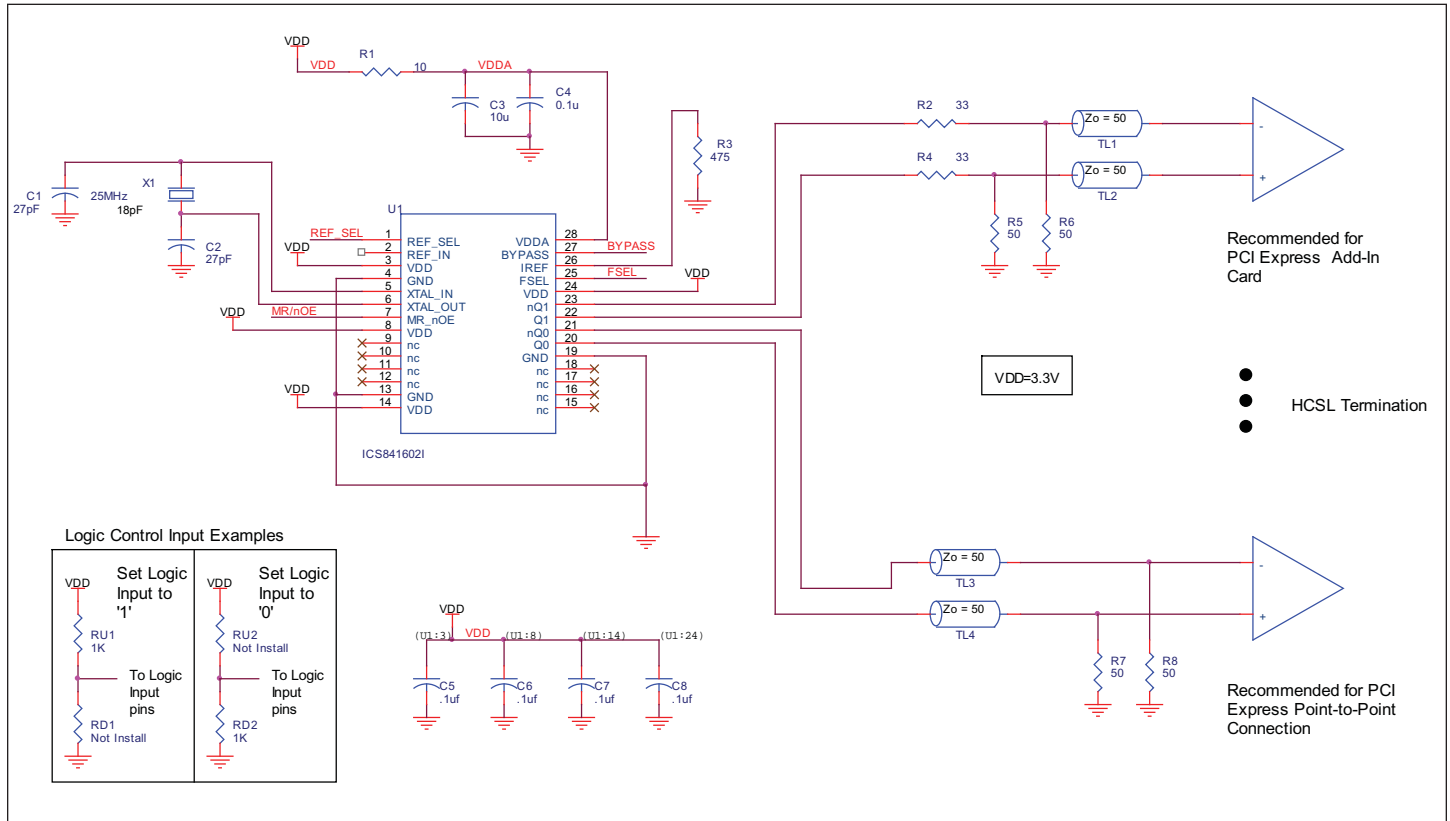 VDD
VDD
R1
10
VDDA
C3
10u
C4
0.1u
R3
475
R2 33
R4 33
Zo = 50
TL1
Zo = 50
TL2
-
+
R5
50
R6
50
Recommended for
PCI Express Add-In
Card
C1
27pF
X1
25MHz
18pF
C2
27pF
U1
REF_SEL
VDD
MR/nOE
VDD
VDD
1 REF_SEL
2 REF_IN
3 VDD
4 GND
5 XTAL_IN
6 XTAL_OUT
7 MR_nOE
8 VDD
9 nc
10 nc
11 nc
12 nc
13 GND
14 VDD
VDDA 28
BYPASS 27
IREF 26
FSEL 25
VDD 24
nQ1 23
Q1 22
nQ0 21
Q0 20
GND 19
nc 18
nc 17
nc 16
nc 15
BYPASS
FSEL
VDD
ICS841602I
VDD=3.3V
HCSL Termination
Logic Control Input Examples
VDD
Set Logic
Input to
'1'
RU1
1K
To Logic
Input
pins
RD1
Not Install
VDD
Set Logic
Input to
'0'
RU2
Not Install
To Logic
Input
pins
RD2
1K
VDD
(U1:3) VDD (U1:8) (U1:14) (U1:24)
C5
.1uf
C6
.1uf
C7
.1uf
C8
.1uf
Zo = 50
TL3
Zo = 50
TL4
-
+
R7
50
R8
50
Recommended for PCI
Express Point-to-Point
Connection